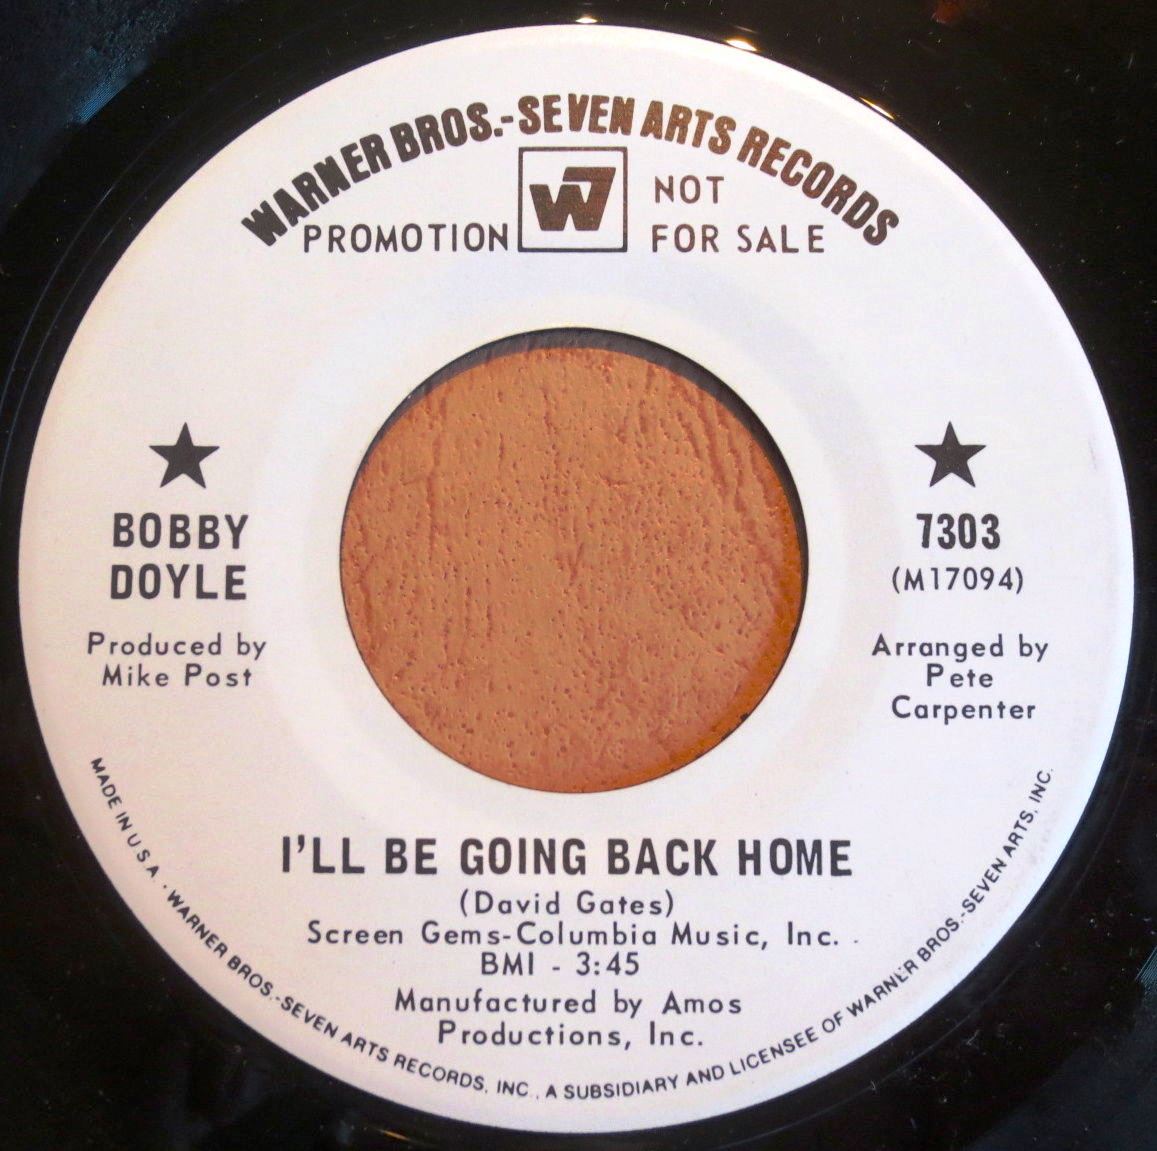 WARNER BROS.-SEVEN ARTS RECORDS
W7
PROMOTION
NOT
FOR SALE
BOBBY
DOYLE
Produced by
Mike Post
7303
(M17094)
Arranged by
Pete
Carpenter
I'LL BE GOING BACK HOME
(David Gates)
Screen Gems-Columbia Music, Inc.
BMI - 3:45
Manufactured by Amos
Productions, Inc.
MADE IN U S A · WARNER BROS.-SEVEN ARTS RECORDS, INC., A SUBSIDIARY AND LICENSEE OF WARNER BROS.-SEVEN ARTS, INC.